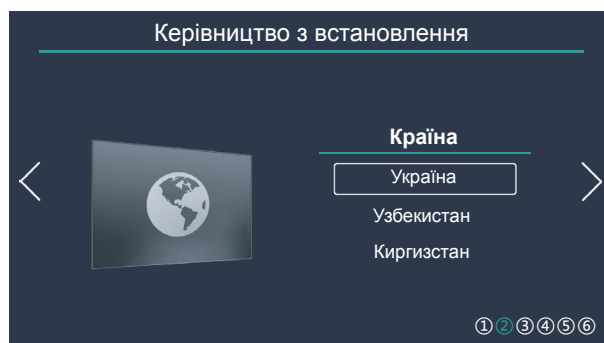 Керівництво з встановлення
Країна
Україна
Узбекистан
Киргизстан
①②③④⑤⑥